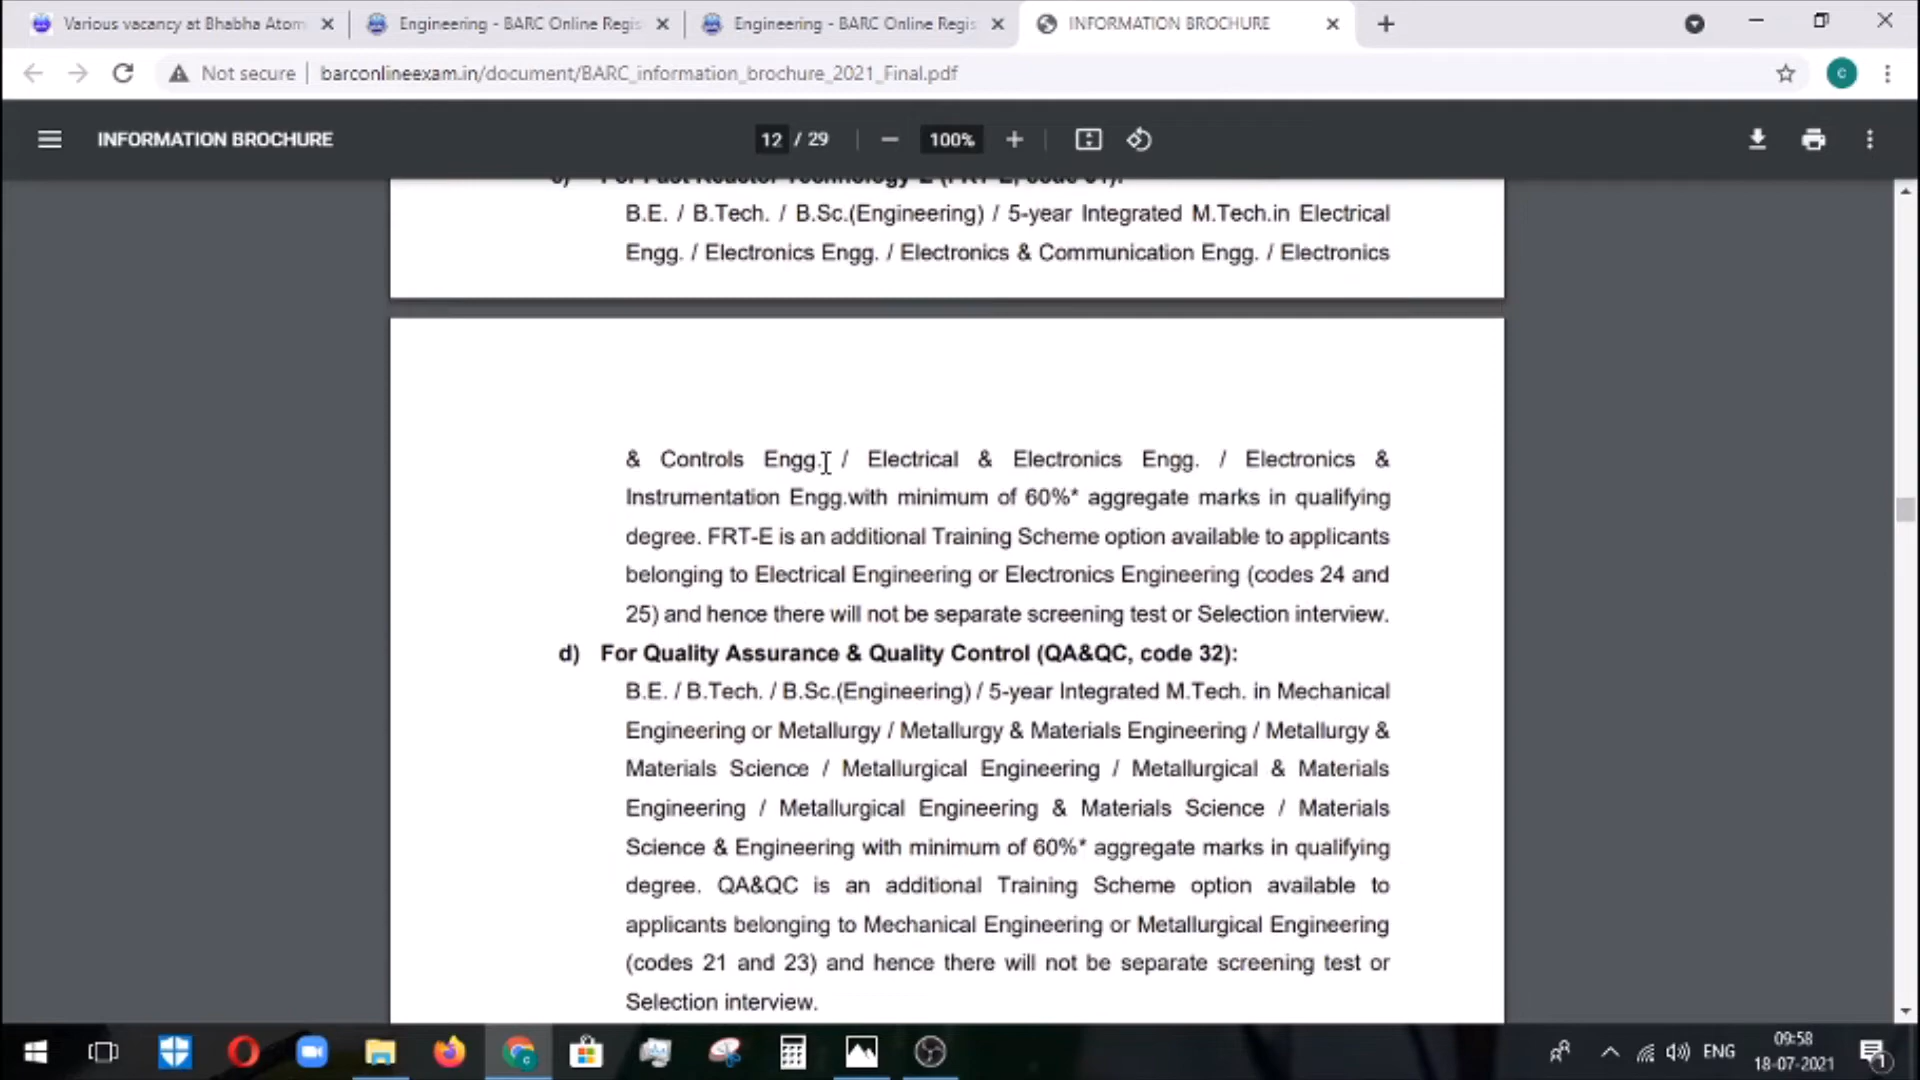 Various vacancy at Bhabha Atom
Engineering - BARC Online Regis
Engineering - BARC Online Regis
INFORMATION BROCHURE
Not secure
barconlineexam.in/document/BARC_information_brochure_2021_Final.pdf
C
INFORMATION BROCHURE
12 / 29
100%
B.E. / B.Tech. / B.Sc.(Engineering) / 5-year Integrated M.Tech.in Electrical
Engg. / Electronics Engg. / Electronics & Communication Engg. / Electronics
& Controls Engg. / Electrical & Electronics Engg. / Electronics &
Instrumentation Engg.with minimum of 60%* aggregate marks in qualifying
degree. FRT-E is an additional Training Scheme option available to applicants
belonging to Electrical Engineering or Electronics Engineering (codes 24 and
25) and hence there will not be separate screening test or Selection interview.
d) For Quality Assurance & Quality Control (QA&QC, code 32):
B.E. / B.Tech. / B.Sc.(Engineering) / 5-year Integrated M.Tech. in Mechanical
Engineering or Metallurgy / Metallurgy & Materials Engineering / Metallurgy &
Materials Science / Metallurgical Engineering / Metallurgical & Materials
Engineering / Metallurgical Engineering & Materials Science / Materials
Science & Engineering with minimum of 60%* aggregate marks in qualifying
degree. QA&QC is an additional Training Scheme option available to
applicants belonging to Mechanical Engineering or Metallurgical Engineering
(codes 21 and 23) and hence there will not be separate screening test or
Selection interview.
ENG
09:58
18-07-2021
1